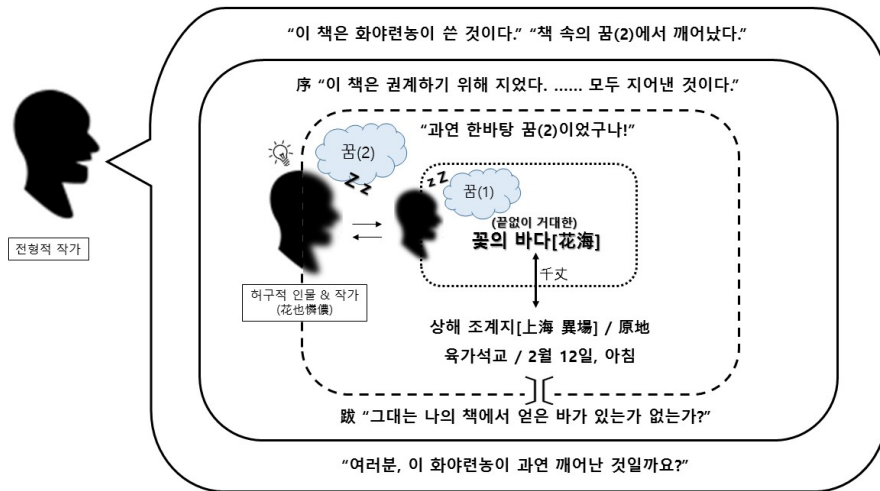 “이 책은 화야련농이 쓴 것이다.” “책 속의 꿈(2)에서 깨어났다.”
序 “이 책은 권계하기 위해 지었다. ...... 모두 지어낸 것이다.”
“과연 한바탕 꿈(2)이었구나!”
꿈(2)
z z
z z
꿈(1)
(끝없이 거대한)
꽃의 바다[花海]
千丈
전형적 작가
허구적 인물 & 작가
(花也憐儂)
상해 조계지[上海 異場] / 原地
육가석교 / 2월 12일, 아침
跋 “그대는 나의 책에서 얻은 바가 있는가 없는가?”
“여러분, 이 화야련농이 과연 깨어난 것일까요?”